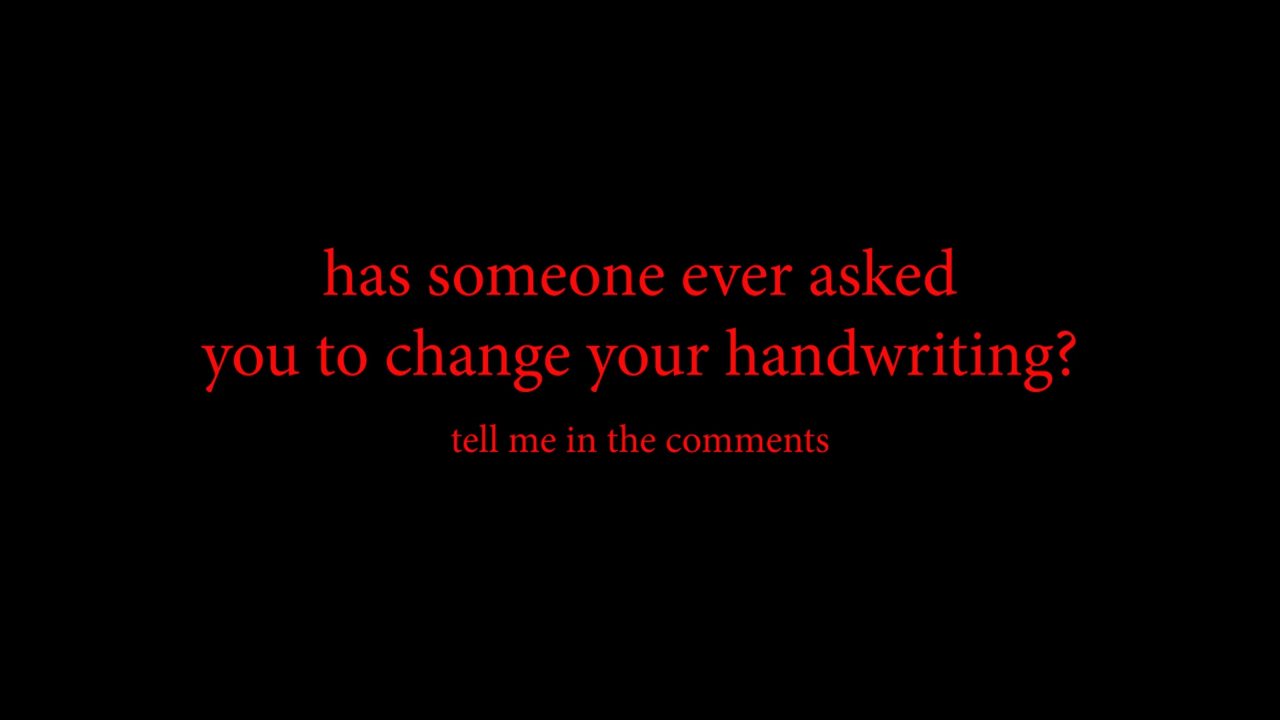 has someone ever asked
you to change your handwriting?
tell me in the comments